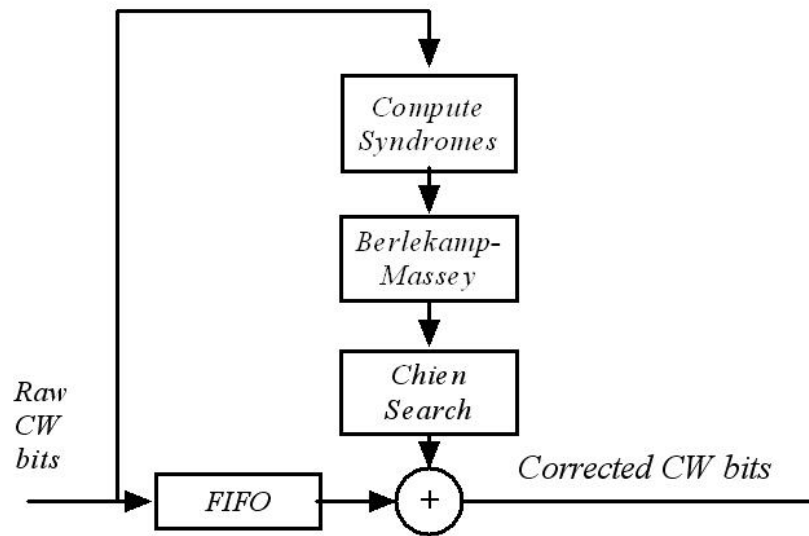 Compute
Syndromes
Berlekamp-
Massey
Chien
Search
Raw
CW
bits
FIFO
+
Corrected CW bits